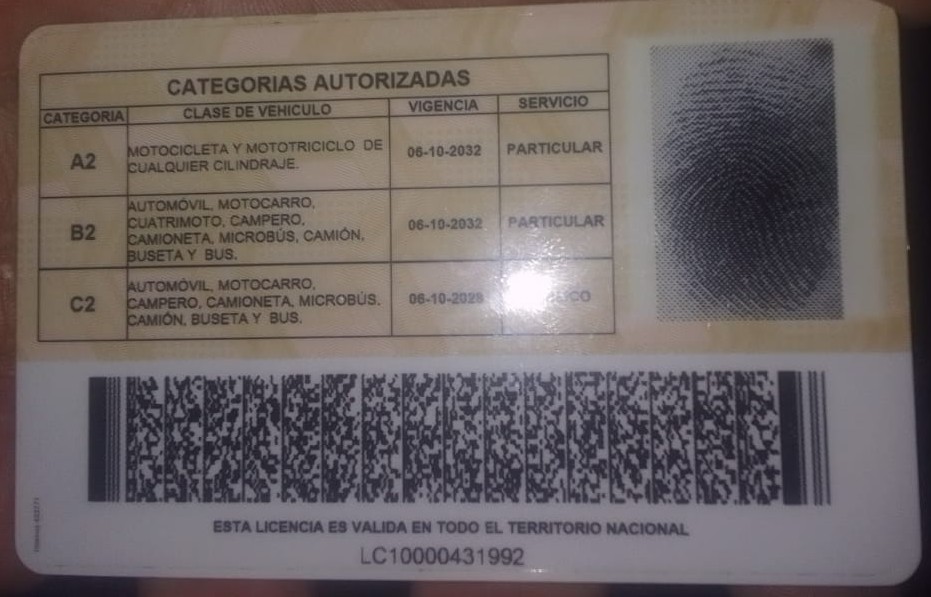 CATEGORIAS AUTORIZADAS
CATEGORIA CLASE DE VEHICULO VIGENCIA SERVICIO
A2 MOTOCICLETA Y MOTOTRICICLO DE CUALQUIER CILINDRAJE. 06-10-2032 PARTICULAR
B2 AUTOMÓVIL, MOTOCARRO, CUATRIMOTO, CAMPERO, CAMIONETA, MICROBÚS, CAMIÓN, BUSETA Y BUS. 06-10-2032 PARTICULAR
C2 AUTOMÓVIL, MOTOCARRO, CAMPERO, CAMIONETA, MICROBÚS, CAMIÓN, BUSETA Y BUS. 06-10-2028
ESTA LICENCIA ES VALIDA EN TODO EL TERRITORIO NACIONAL
LC10000431992